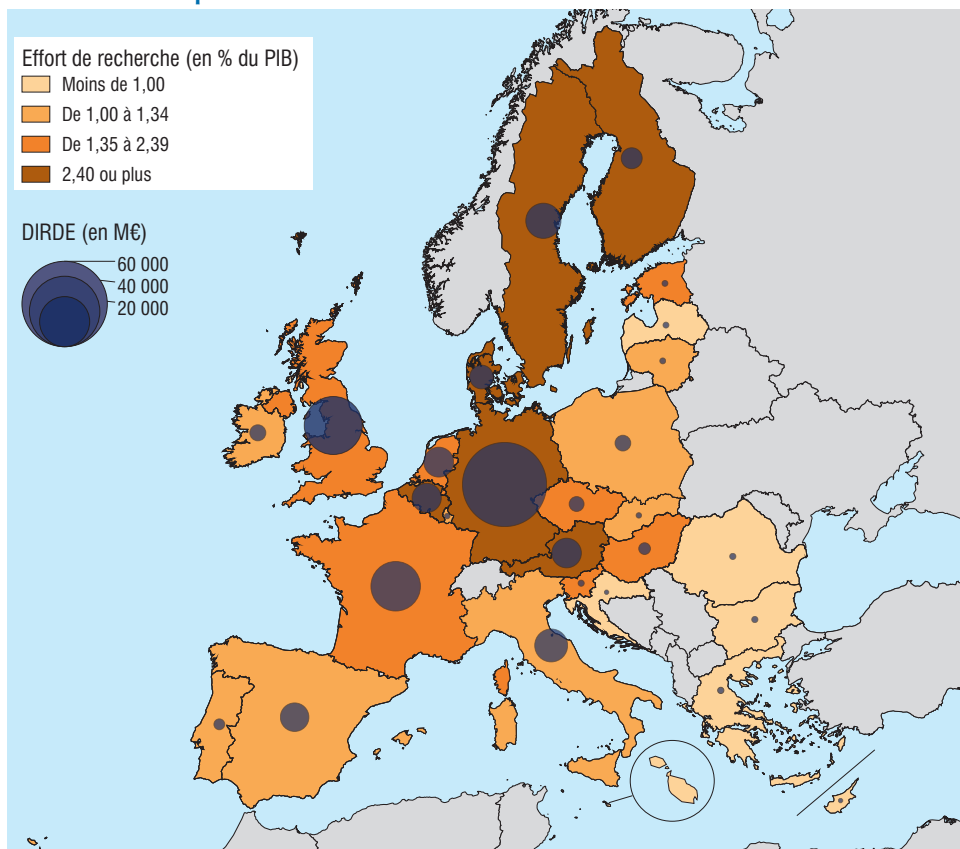 Effort de recherche (en % du PIB)
Moins de 1,00
De 1,00 à 1,34
De 1,35 à 2,39
2,40 ou plus
DIRDE (en M€)
60 000
40 000
20 000